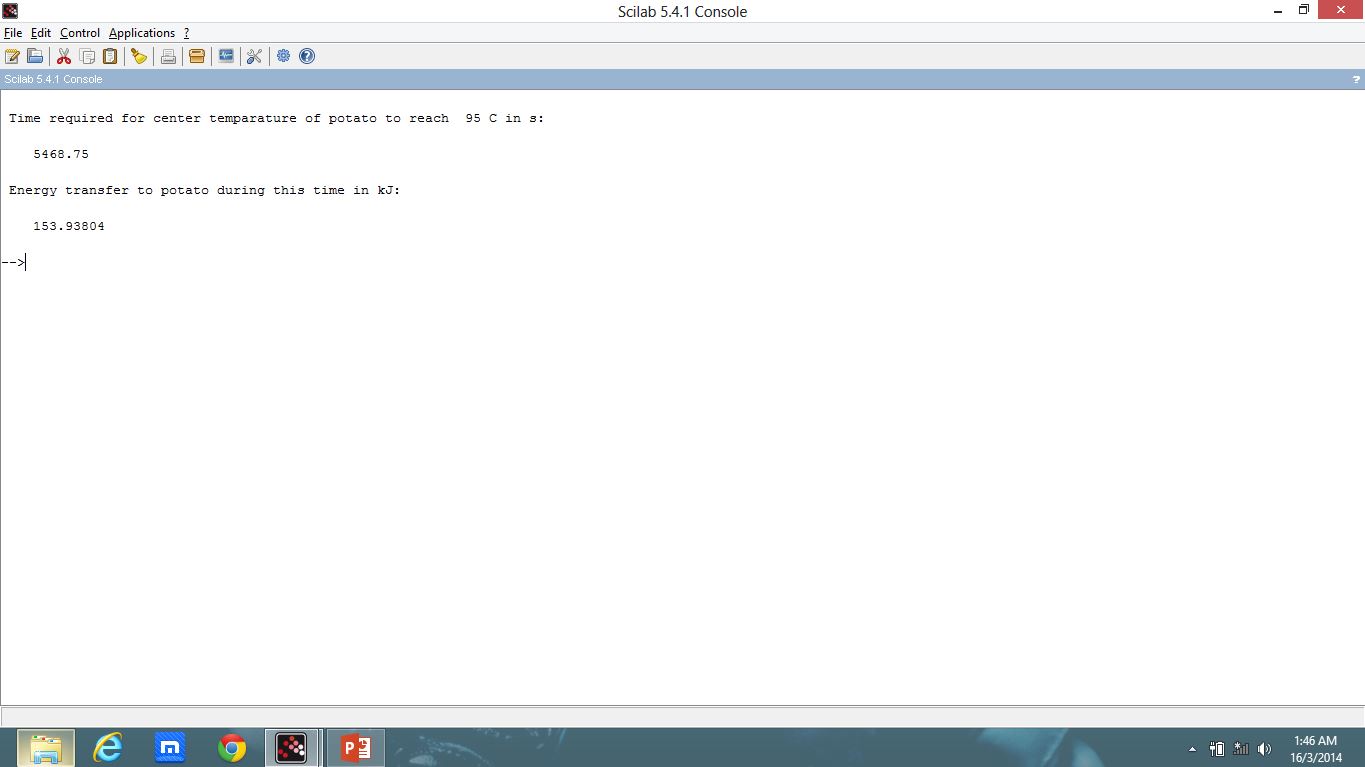 Scilab 5.4.1 Console
File Edit Control Applications ?
Scilab 5.4.1 Console ?
Time required for center temparature of potato to reach  95 C in s:
5468.75
Energy transfer to potato during this time in kJ:
153.93804
-->
1:46 AM
16/3/2014